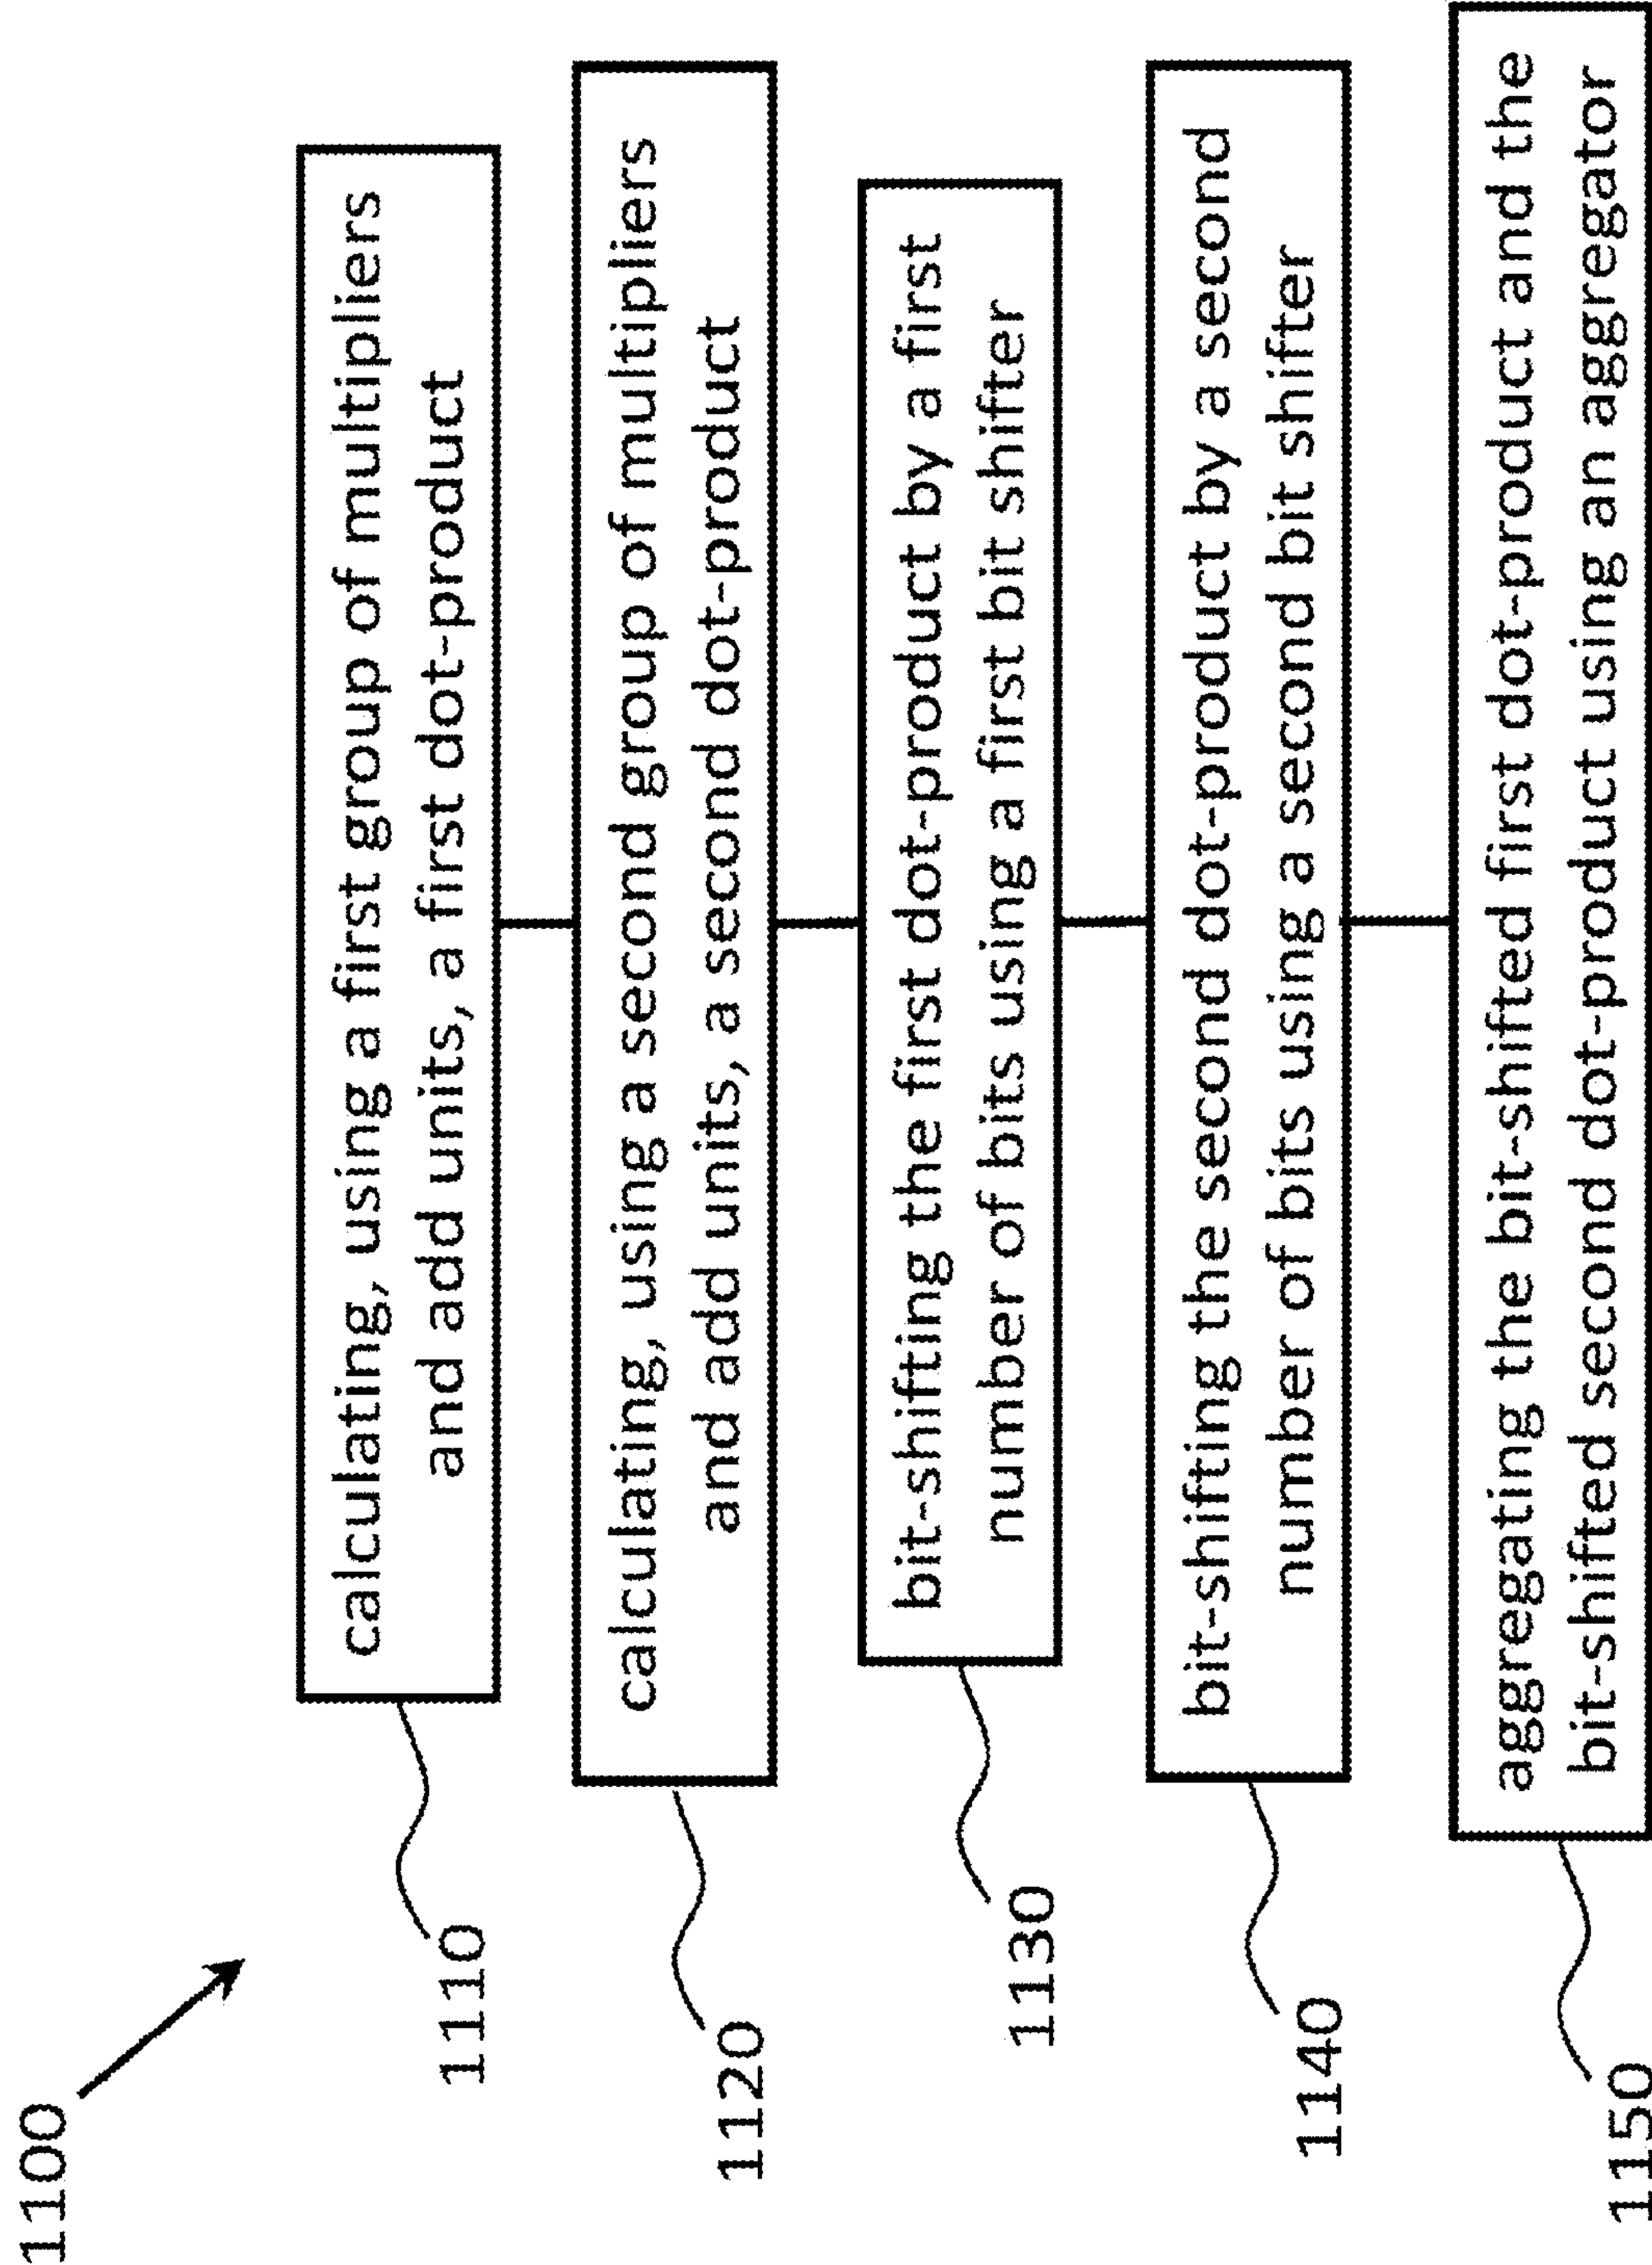 1100
1110
calculating, using a first group of multipliers
and add units, a first dot-product
1120
calculating, using a second group of multipliers
and add units, a second dot-product
1130
bit-shifting the first dot-product by a first
number of bits using a first bit shifter
1140
bit-shifting the second dot-product by a second
number of bits using a second bit shifter
1150
aggregating the bit-shifted first dot-product and the
bit-shifted second dot-product using an aggregator